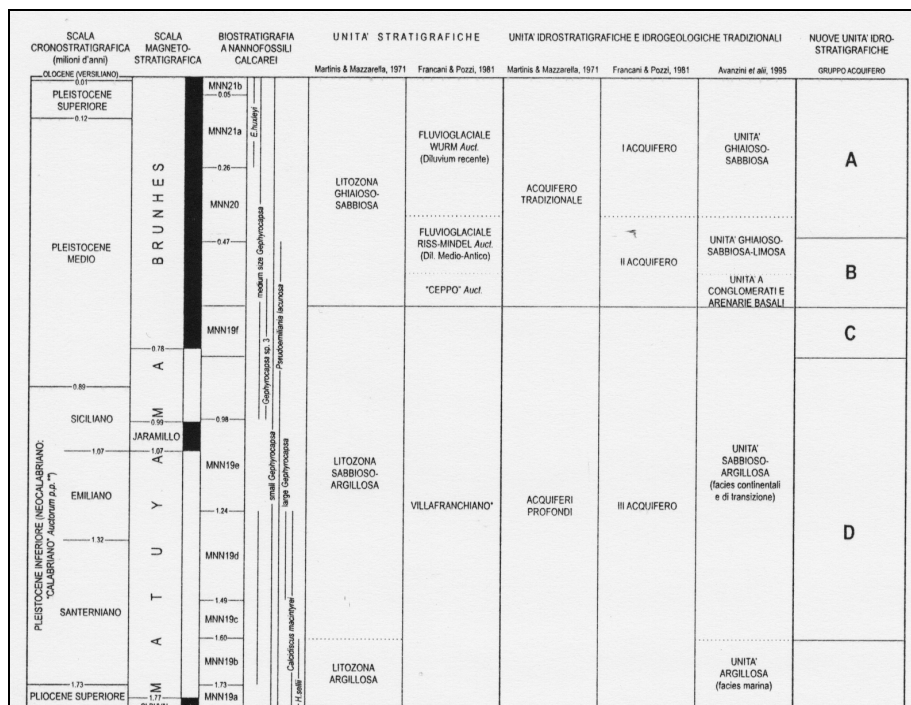 SCALA
CRONOSTRATIGRAFICA
(milioni d'anni)
SCALA
MAGNETO-
STRATIGRAFICA
BIOSTRATIGRAFIA
A NANNOFOSSILI
CALCAREI
UNITA' STRATIGRAFICHE
Martinis & Mazzarella, 1971
Francani & Pozzi, 1981
UNITA' IDROSTRATIGRAFICHE E IDROGEOLOGICHE TRADIZIONALI
Martinis & Mazzarella, 1971
Francani & Pozzi, 1981
Avanzini et alii, 1995
NUOVE UNITA' IDRO-
STRATIGRAFICHE
GRUPPO ACQUIFERO
OLOCENE (VERSILIANO)
0.01
PLEISTOCENE
SUPERIORE
0.12
PLEISTOCENE
MEDIO
0.89
SICILIANO
1.07
EMILIANO
1.32
SANTERNIANO
1.73
PLIOCENE SUPERIORE
PLEISTOCENE INFERIORE (NEOCALABRIANO:
"CALABRIANO" Auctorum p.p. **)
BRUNHES
0.78
MATUYAMA
0.99
JARAMILLO
1.07
1.77
M
MNN21b
0.05
MNN21a
0.26
MNN20
0.47
MNN19f
0.98
MNN19e
1.24
MNN19d
1.49
MNN19c
1.60
MNN19b
1.73
MNN19a
E.huxleyi
medium size Gephyrocapsa
Gephyrocapsa sp. 3
Pseudoemiliania lacunosa
small Gephyrocapsa
large Gephyrocapsa
Calcidiscus macintyrei
H. sellii
LITOZONA
GHIAIOSO-
SABBIOSA
LITOZONA
SABBIOSO-
ARGILLOSA
LITOZONA
ARGILLOSA
FLUVIOGLACIALE
WURM Auct.
(Diluvium recente)
FLUVIOGLACIALE
RISS-MINDEL Auct.
(Dil. Medio-Antico)
"CEPPO" Auct.
VILLAFRANCHIANO*
ACQUIFERO
TRADIZIONALE
ACQUIFERI
PROFONDI
I ACQUIFERO
II ACQUIFERO
III ACQUIFERO
UNITA'
GHIAIOSO-
SABBIOSA
UNITA' GHIAIOSO-
SABBIOSA-LIMOSA
UNITA' A
CONGLOMERATI E
ARENARIE BASALI
UNITA'
SABBIOSO-
ARGILLOSA
(facies continentali
e di transizione)
UNITA'
ARGILLOSA
(facies marina)
A
B
C
D